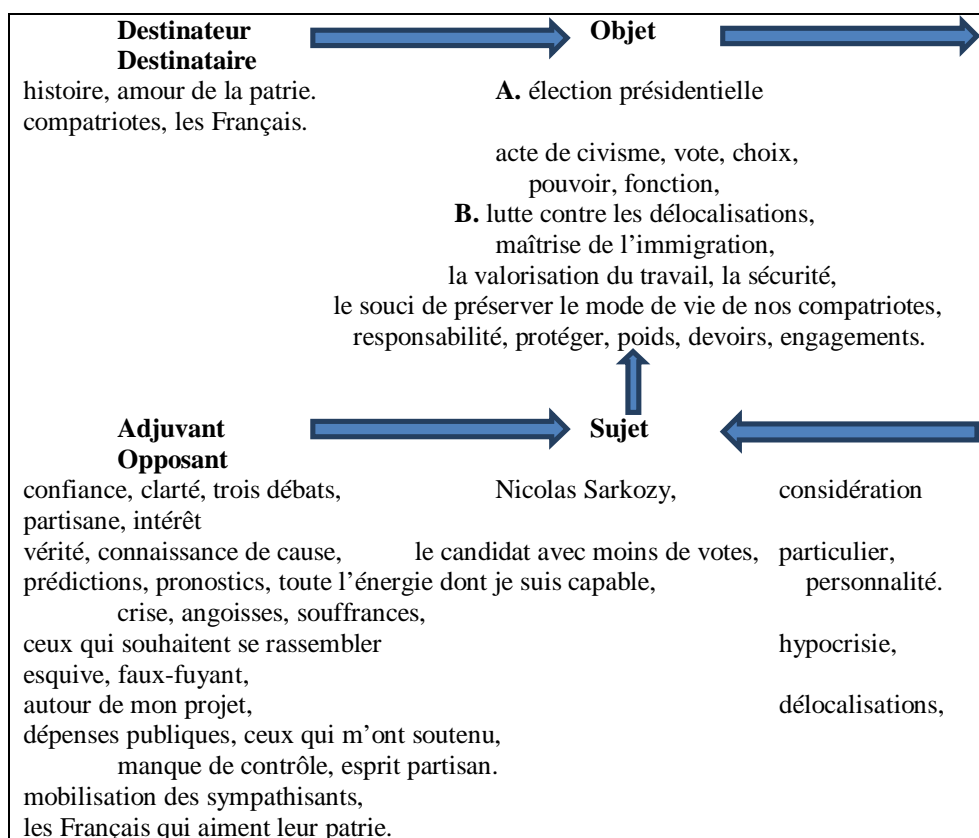 Destinateur Objet
Destinataire
histoire, amour de la patrie. A. élection présidentielle
compatriotes, les Français.
acte de civisme, vote, choix,
pouvoir, fonction,
B. lutte contre les délocalisations,
maîtrise de l’immigration,
la valorisation du travail, la sécurité,
le souci de préserver le mode de vie de nos compatriotes,
responsabilité, protéger, poids, devoirs, engagements.
Adjuvant Sujet
Opposant
confiance, clarté, trois débats, Nicolas Sarkozy, considération
partisane, intérêt
vérité, connaissance de cause, le candidat avec moins de votes, particulier,
prédictions, pronostics, toute l’énergie dont je suis capable, personnalité.
crise, angoisses, souffrances,
ceux qui souhaitent se rassembler hypocrisie,
esquive, faux-fuyant,
autour de mon projet, délocalisations,
dépenses publiques, ceux qui m’ont soutenu,
manque de contrôle, esprit partisan.
mobilisation des sympathisants,
les Français qui aiment leur patrie.